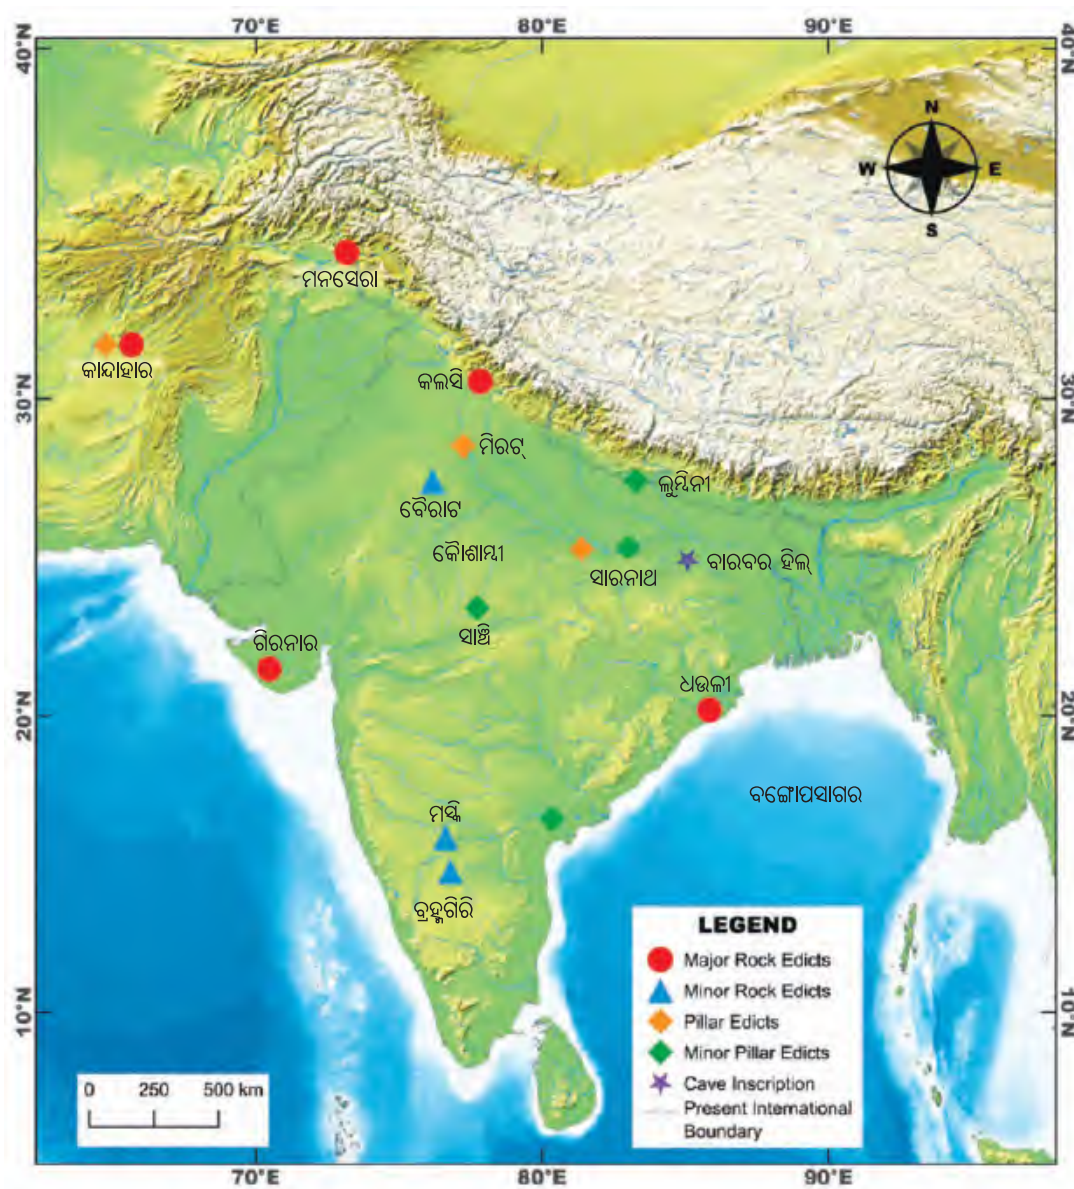 70°E 80°E 90°E
40°N 40°N
N
W E
S
ମନସେରା
କାନ୍ଦାହାର
କଲସି
30°N 30°N
ମିରଟ୍
ଲୁମ୍ବିନୀ
ବୈରାଟ
କୌଶାମ୍ବୀ
ସାରନାଥ
ବାରବର ହିଲ୍
ସାଞ୍ଚି
ଗିରନାର
ଧଉଳୀ
20°N 20°N
ବଙ୍ଗୋପସାଗର
ମସ୍କି
ବ୍ରହ୍ମଗିରି
LEGEND
Major Rock Edicts
Minor Rock Edicts
Pillar Edicts
Minor Pillar Edicts
Cave Inscription
Present International
Boundary
10°N 10°N
0 250 500 km
70°E 80°E 90°E